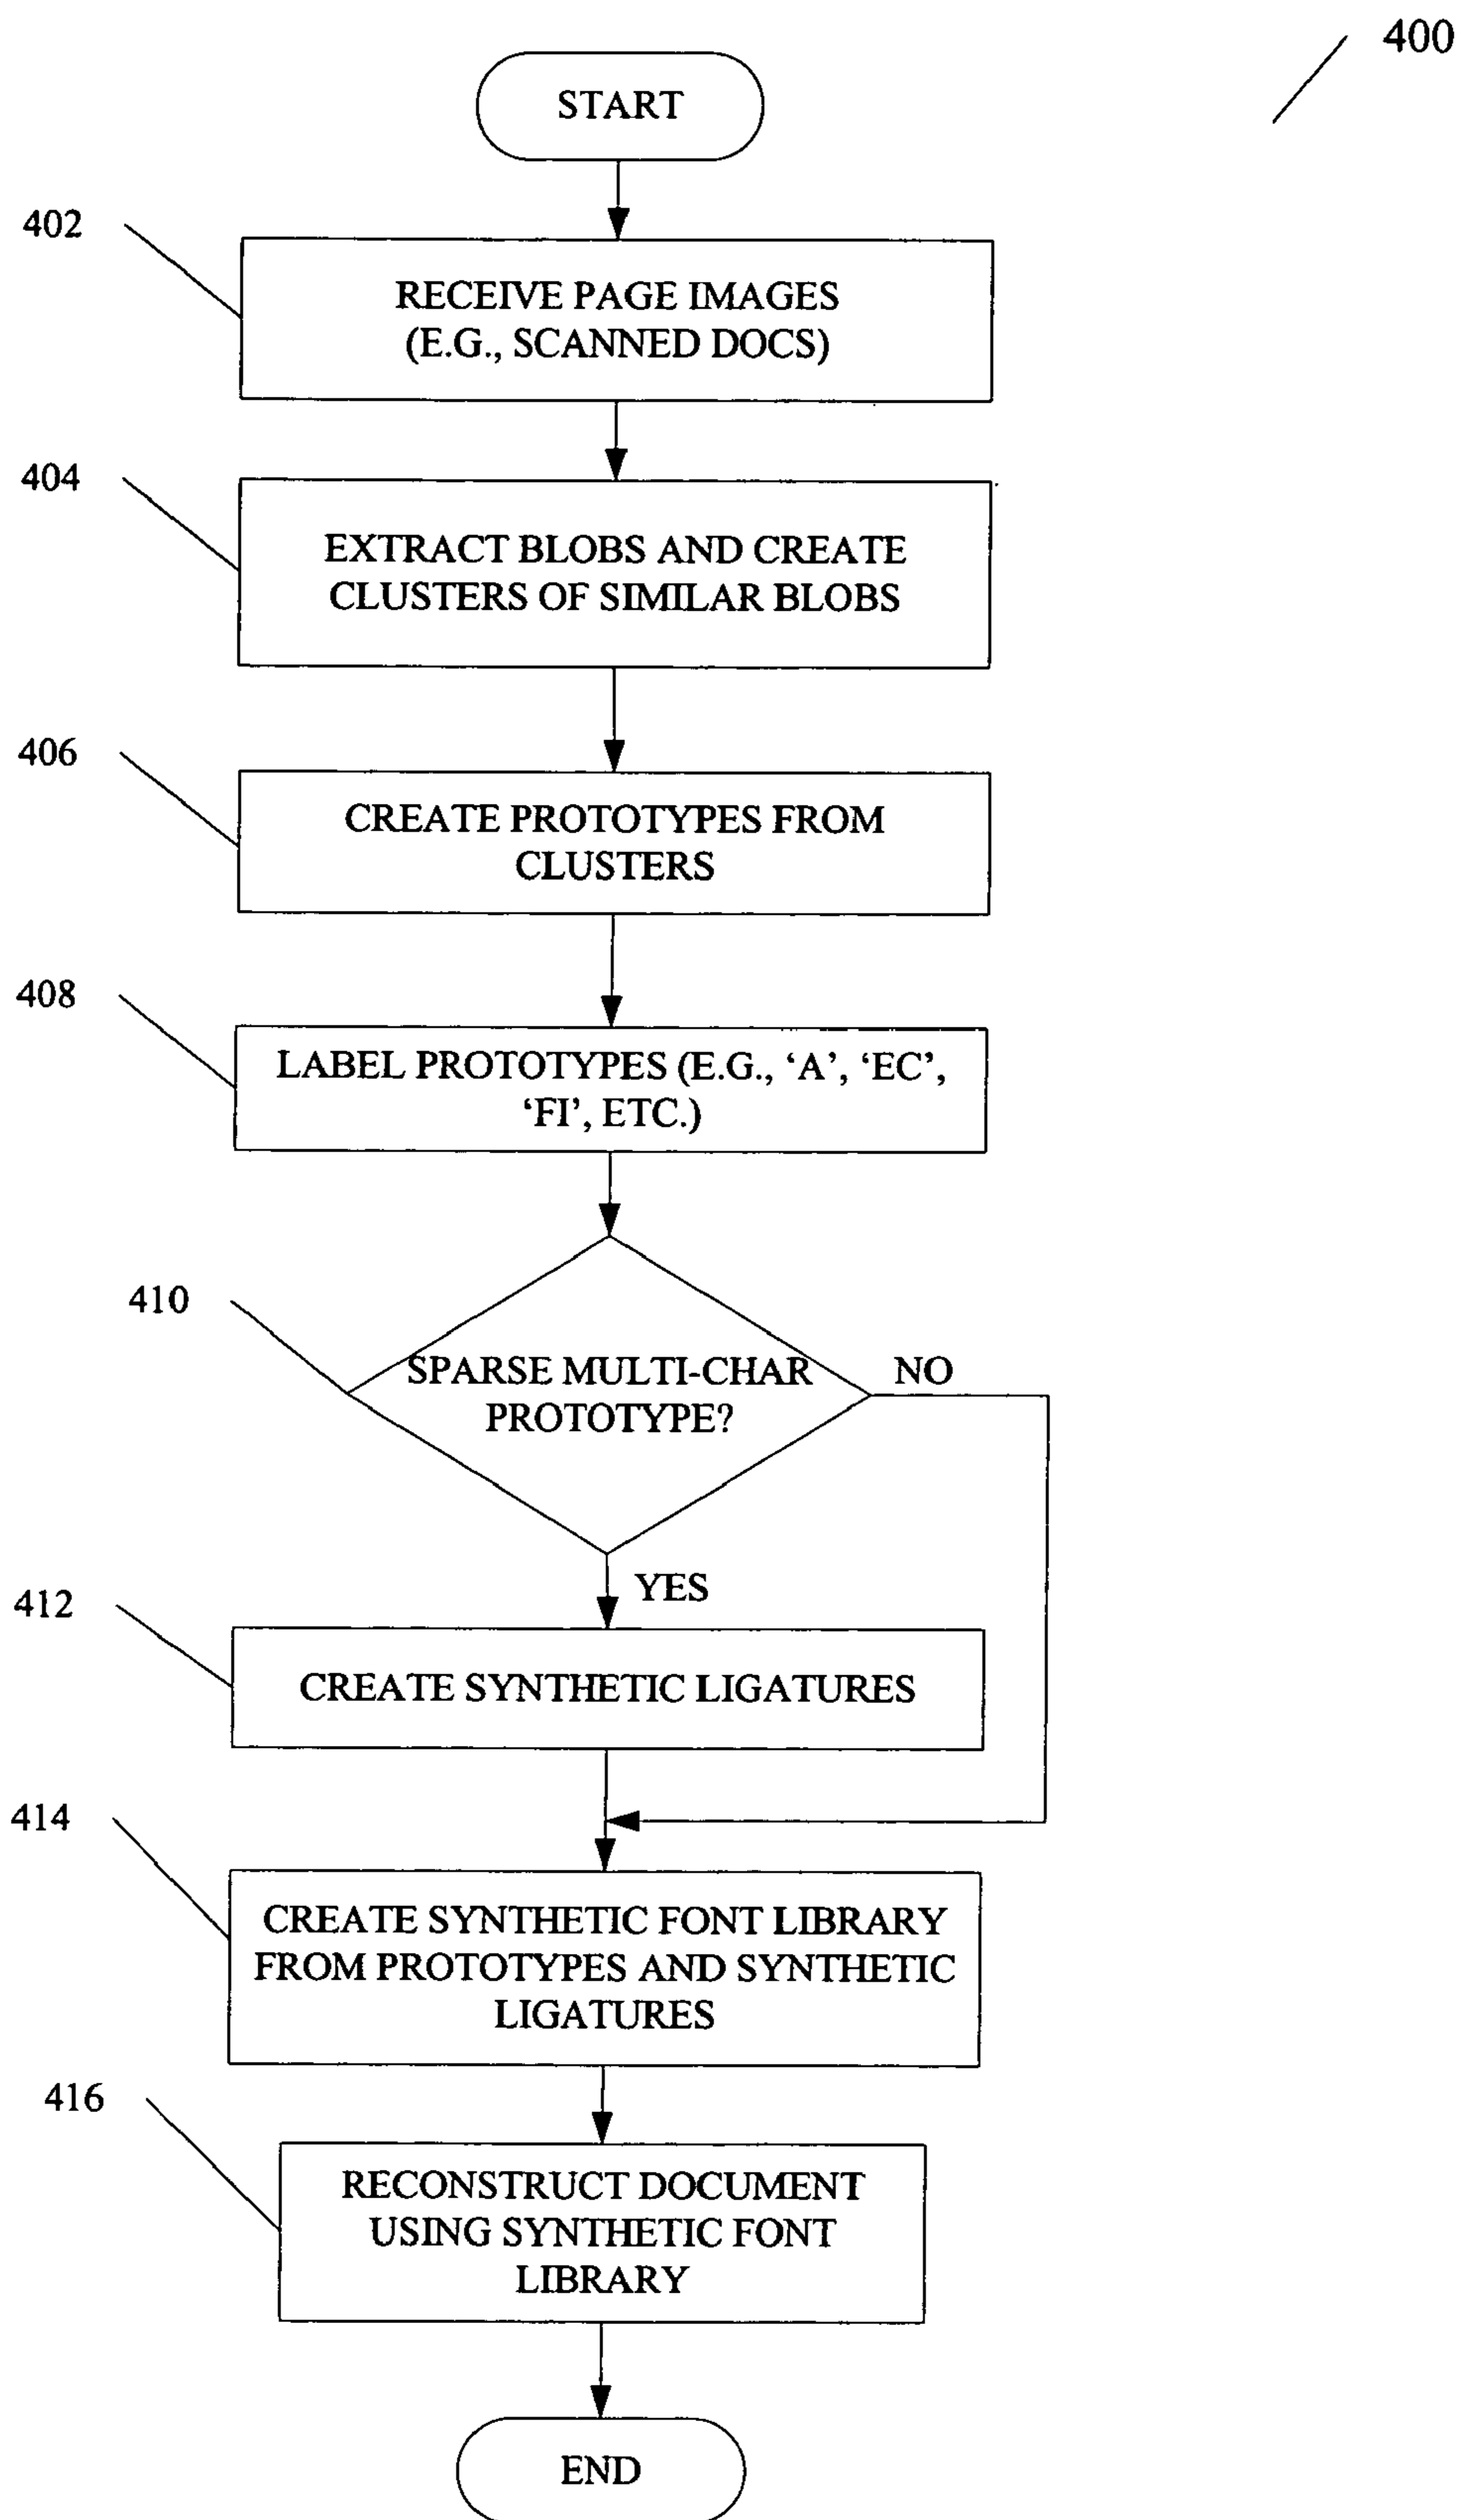 400
START
402
RECEIVE PAGE IMAGES
(E.G., SCANNED DOCS)
404
EXTRACT BLOBS AND CREATE
CLUSTERS OF SIMILAR BLOBS
406
CREATE PROTOTYPES FROM
CLUSTERS
408
LABEL PROTOTYPES (E.G., ‘A’, ‘EC’,
‘FI’, ETC.)
410
SPARSE MULTI-CHAR
PROTOTYPE?
NO
YES
412
CREATE SYNTHETIC LIGATURES
414
CREATE SYNTHETIC FONT LIBRARY
FROM PROTOTYPES AND SYNTHETIC
LIGATURES
416
RECONSTRUCT DOCUMENT
USING SYNTHETIC FONT
LIBRARY
END